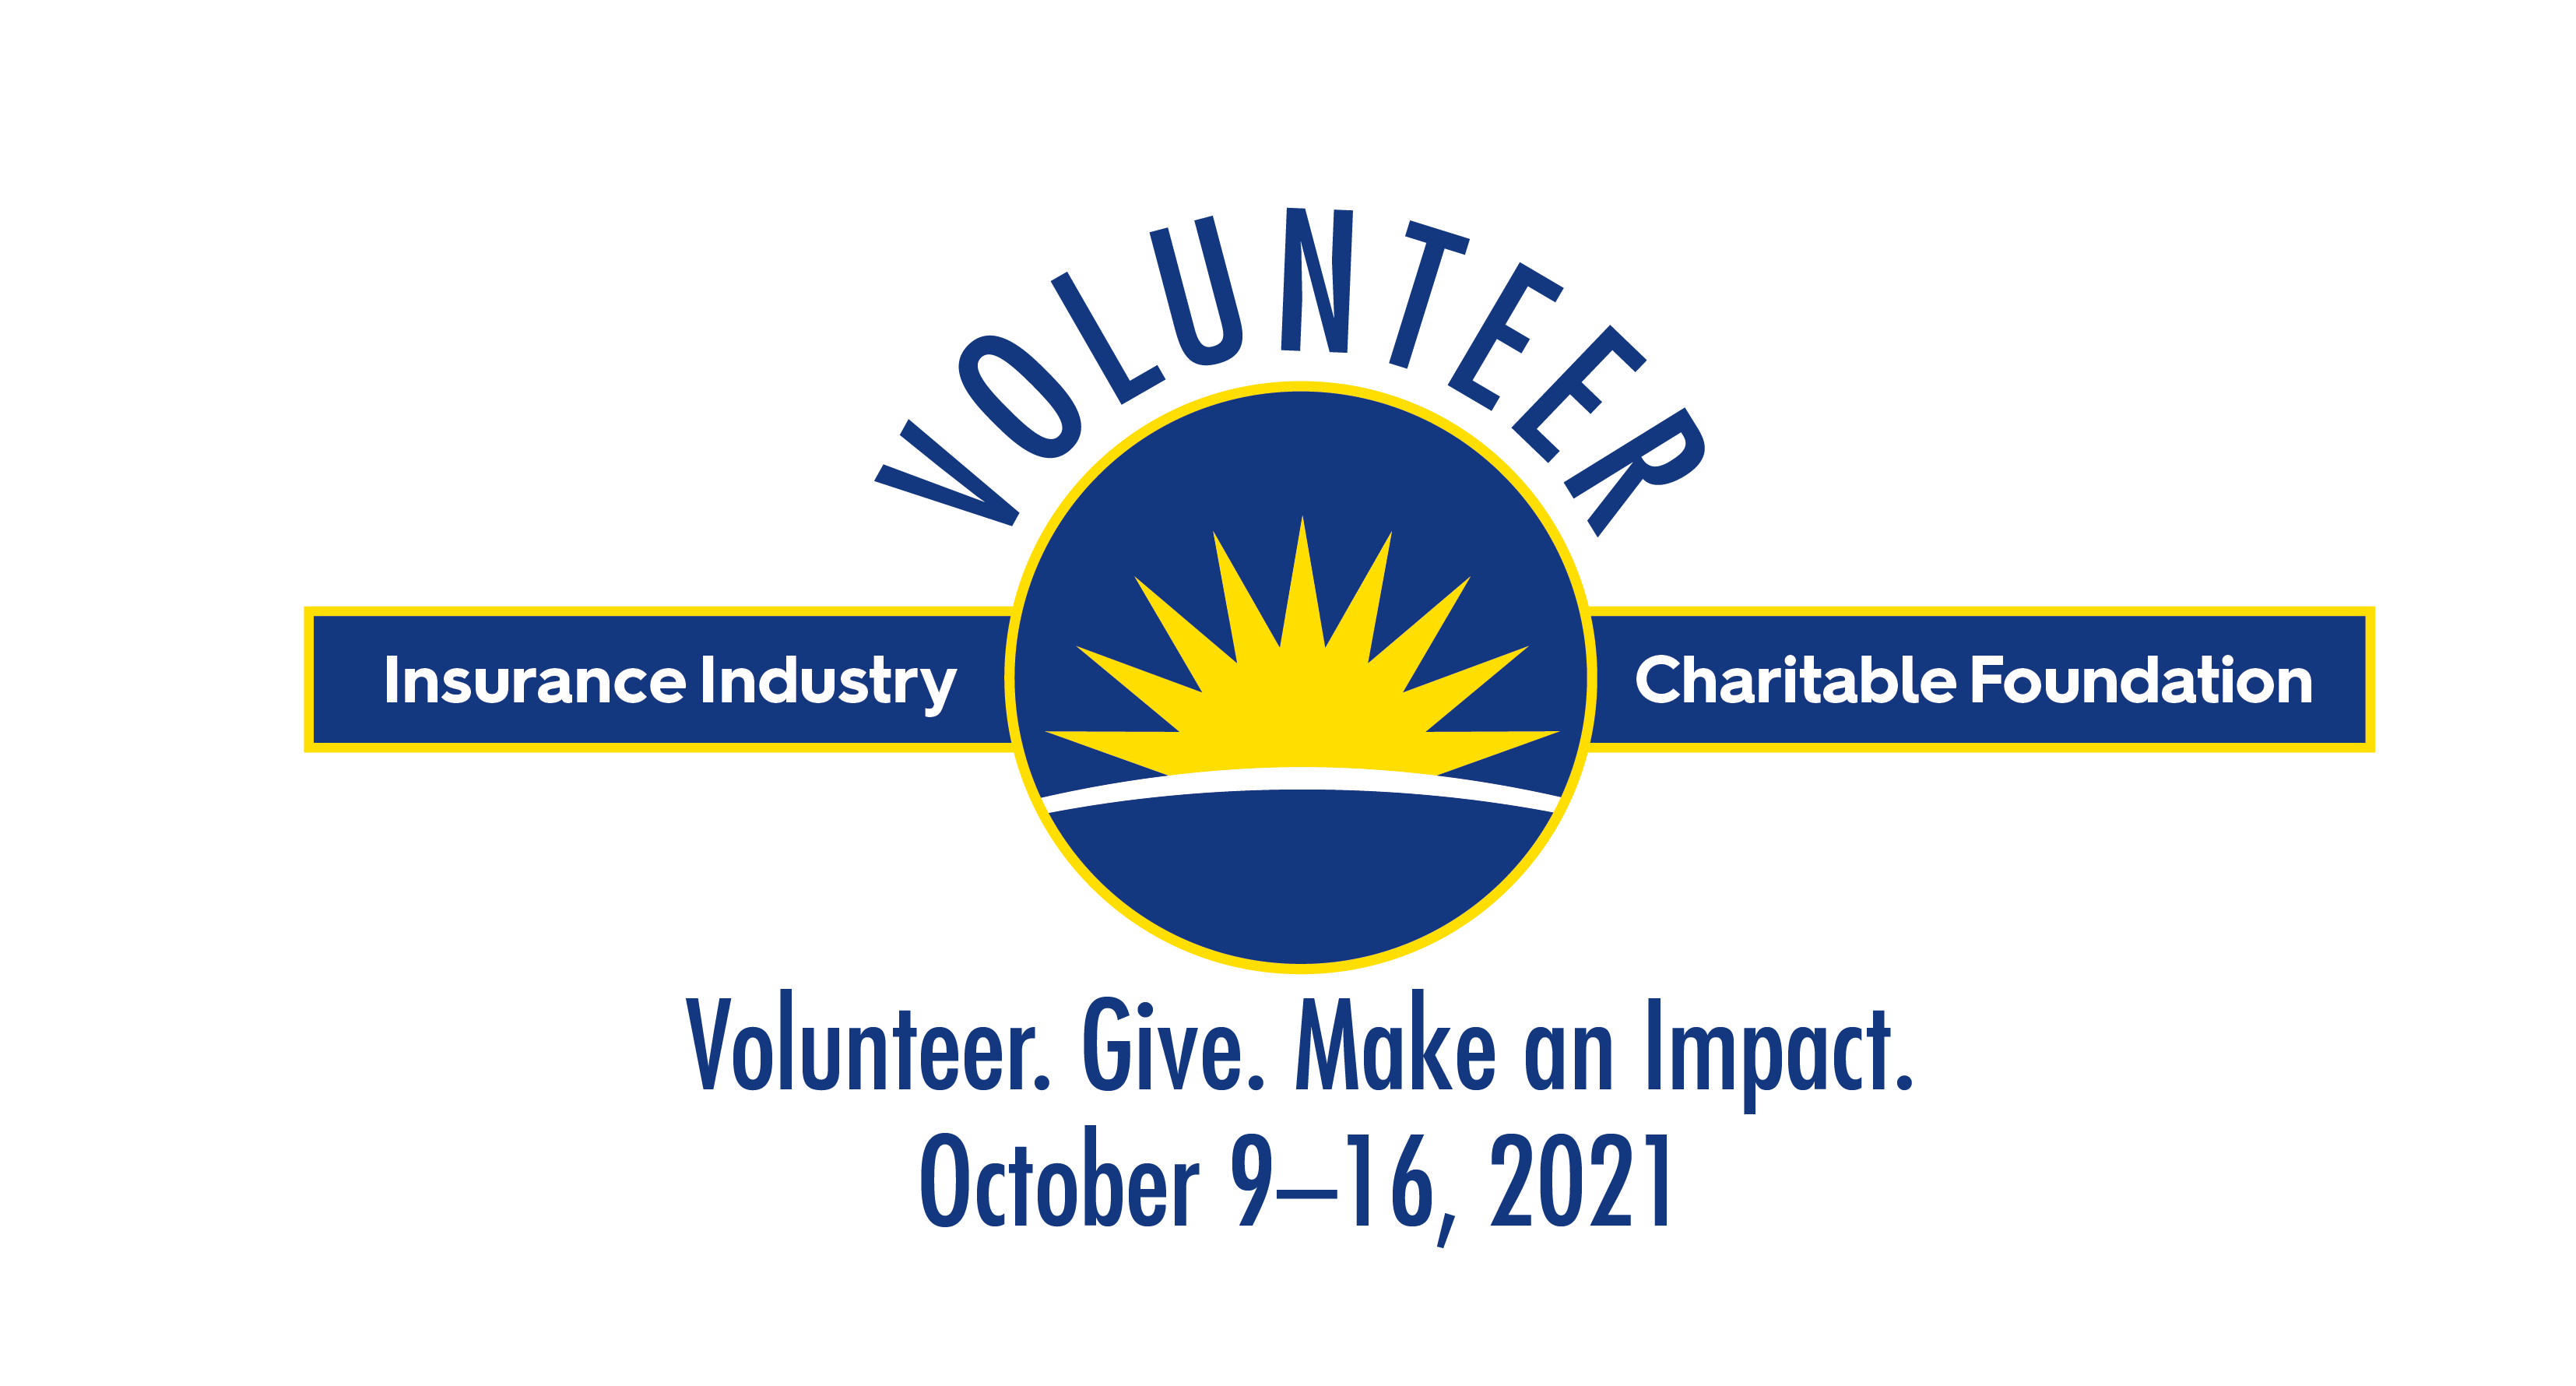 VOLUNTEER
Insurance Industry Charitable Foundation
Volunteer. Give. Make an Impact.
October 9–16, 2021